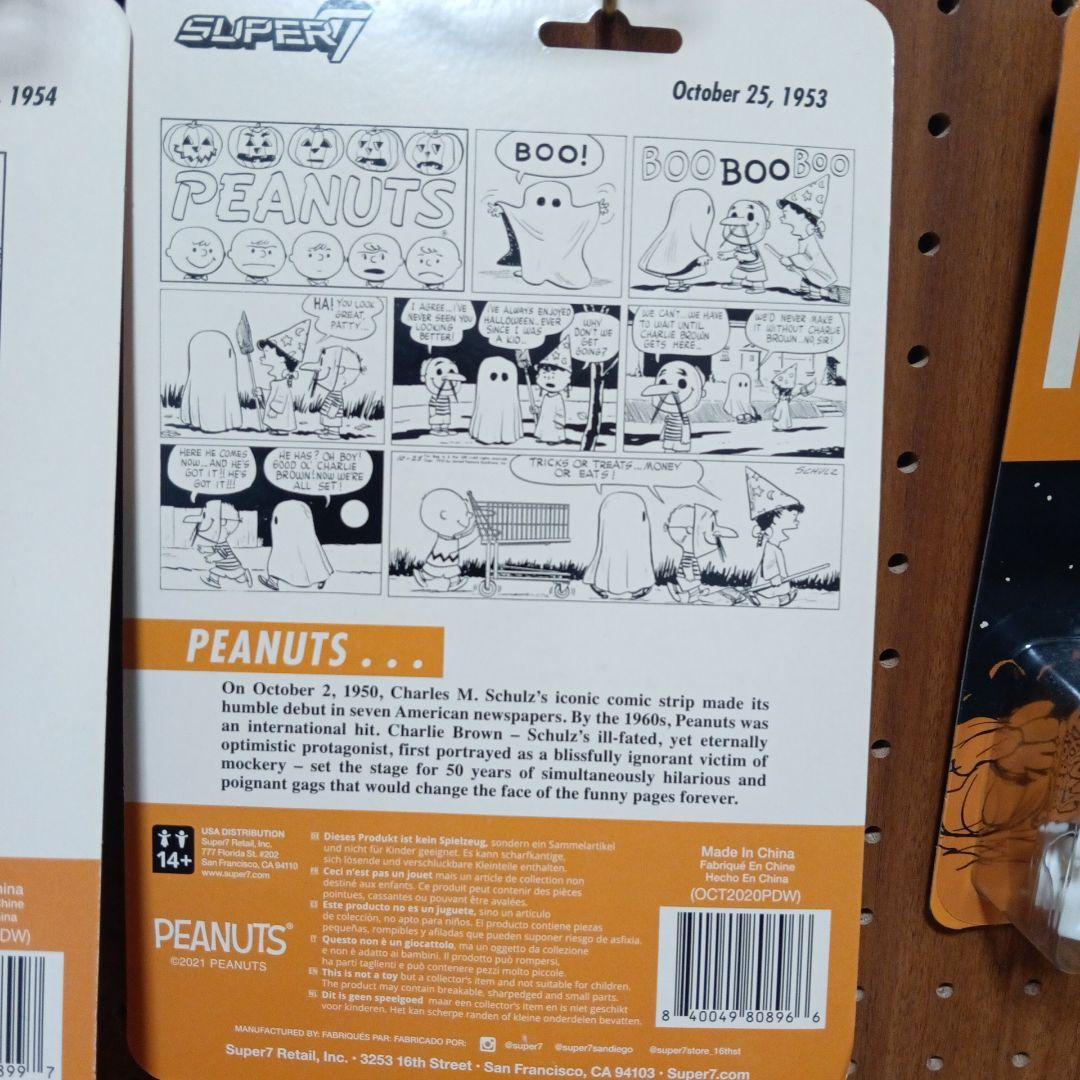 SUPER7
. 1954
October 25, 1953
PEANUTS
BOO!
BOO BOO BOO
HA! YOU LOOK
GREAT,
PATTY...
I AGREE...I'VE
NEVER SEEN YOU
LOOKING
BETTER!
I'VE ALWAYS ENJOYED
HALLOWEEN..EVER
SINCE I WAS
A KID...
WHY
DON'T WE
GET
GOING?
WE CAN'T...WE HAVE
TO WAIT UNTIL
CHARLIE BROWN
GETS HERE..
WE'D NEVER MAKE
IT WITHOUT CHARLIE
BROWN..NO, SIR!
HERE HE COMES
NOW...AND HE'S
GOT IT!! HE'S
GOT IT!!!
HE HAS? OH BOY!
GOOD OL' CHARLIE
BROWN! NOW WE'RE
ALL SET!
10-25
TRICKS OR TREATS...MONEY
OR EATS!
SCHULZ
PEANUTS...
On October 2, 1950, Charles M. Schulz's iconic comic strip made its
humble debut in seven American newspapers. By the 1960s, Peanuts was
an international hit. Charlie Brown – Schulz's ill-fated, yet eternally
optimistic protagonist, first portrayed as a blissfully ignorant victim of
mockery – set the stage for 50 years of simultaneously hilarious and
poignant gags that would change the face of the funny pages forever.
14+
USA DISTRIBUTION
Super7 Retail, Inc.
777 Florida St. #202
San Francisco, CA 94110
www.super7.com
PEANUTS®
©2021 PEANUTS
DE Dieses Produkt ist kein Spielzeug, sondern ein Sammelartikel
und nicht für Kinder geeignet. Es kann scharfkantige,
sich lösende und verschluckbare Kleinteile enthalten.
FR Ceci n'est pas un jouet mais un article de collection non
destiné aux enfants. Ce produit peut contenir des pièces
pointues, cassantes ou pouvant être avalées.
ES Este producto no es un juguete, sino un artículo
de colección, no apto para niños. El producto contiene piezas
pequeñas, rompibles y afiladas que pueden suponer riesgo de asfixia.
IT Questo non è un giocattolo, ma un oggetto da collezione
e non è adatto ai bambini. Il prodotto può rompersi,
ha parti taglienti e può contenere pezzi molto piccole.
EN This is not a toy but a collector's item and not suitable for children.
The product may contain breakable, sharpedged and small parts.
NL Dit is geen speelgoed maar een collector's item en is niet geschikt
voor kinderen. Het kan scherpe randen of kleine onderdelen bevatten.
Made In China
Fabriqué En Chine
Hecho En China
(OCT2020PDW)
8 40049 80896 6
MANUFACTURED BY: FABRIQUÉS PAR: FABRICADO POR:
@super7 @super7sandiego @super7store_16thst
Super7 Retail, Inc. • 3253 16th Street • San Francisco, CA 94103 • Super7.com
ina
hine
ina
DW)
899 7